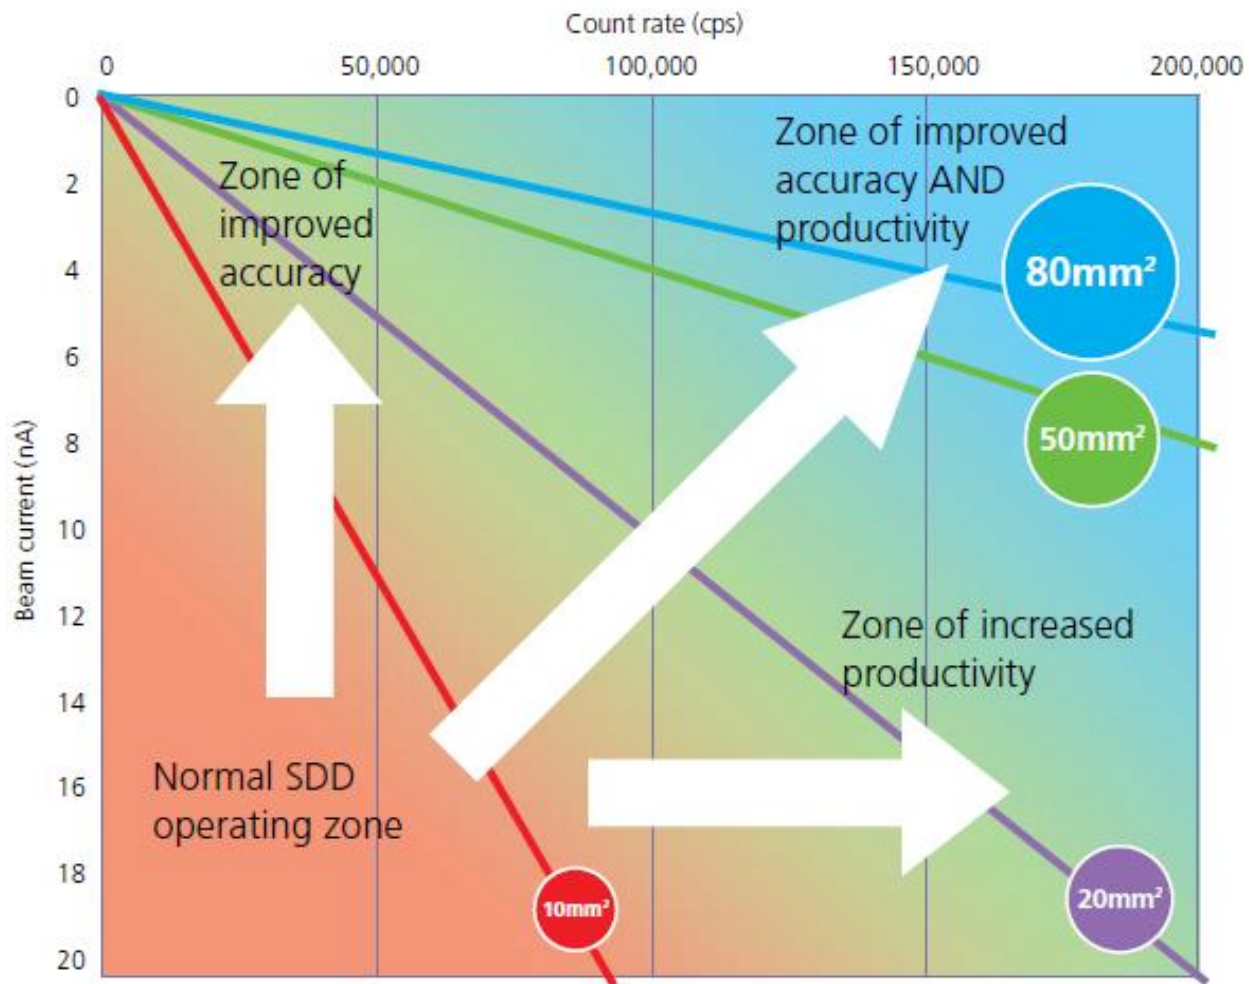 Count rate (cps)
0
50,000
100,000
150,000
200,000
0
2
4
6
8
10
12
14
16
18
20
Beam current (nA)
Zone of
improved
accuracy
Zone of improved
accuracy AND
productivity
80mm²
50mm²
Zone of increased
productivity
Normal SDD
operating zone
10mm²
20mm²